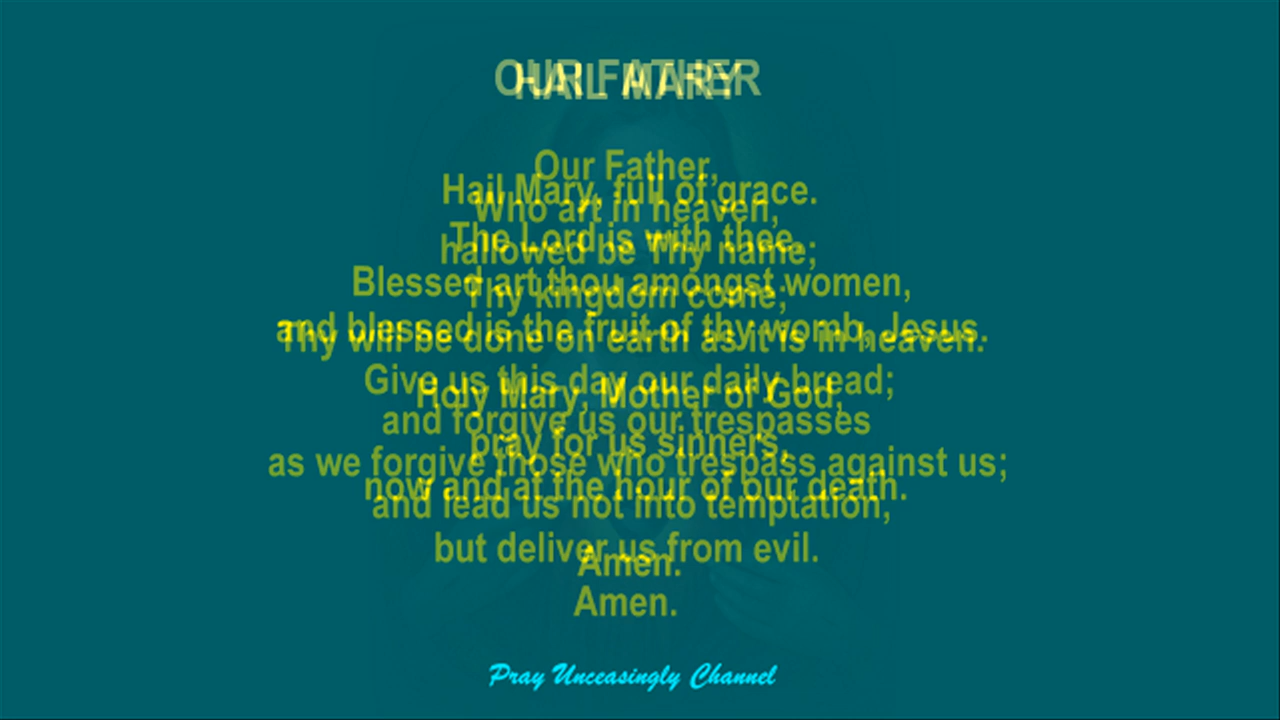 OUR FATHER
HAIL MARY
Our Father,
Hail Mary, full of grace.
Who art in heaven,
The Lord is with thee.
hallowed be Thy name;
Blessed art thou amongst women,
Thy kingdom come;
and blessed is the fruit of thy womb, Jesus.
Thy will be done on earth as it is in heaven.
Give us this day our daily bread;
Holy Mary, Mother of God,
and forgive us our trespasses
pray for us sinners,
as we forgive those who trespass against us;
now and at the hour of our death.
and lead us not into temptation,
but deliver us from evil.
Amen.
Amen.
Pray Unceasingly Channel